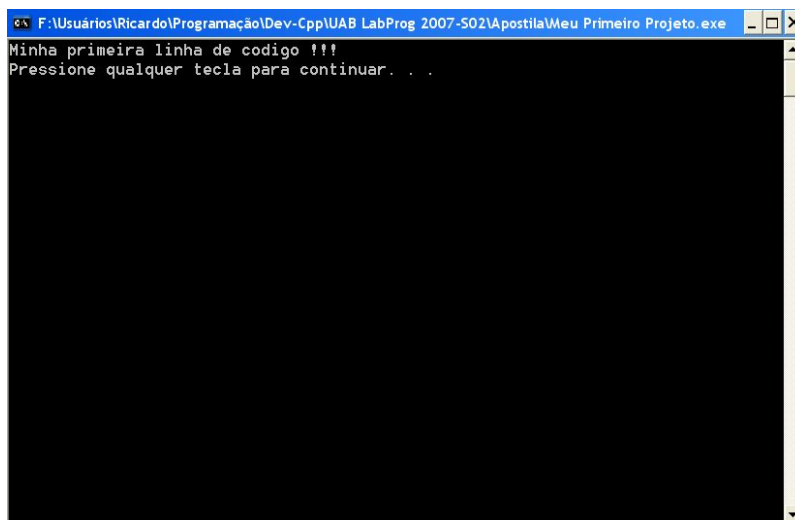 F:\Usuários\Ricardo\Programação\Dev-Cpp\UAB LabProg 2007-S02\Apostila\Meu Primeiro Projeto.exe
Minha primeira linha de codigo !!!
Pressione qualquer tecla para continuar. . .